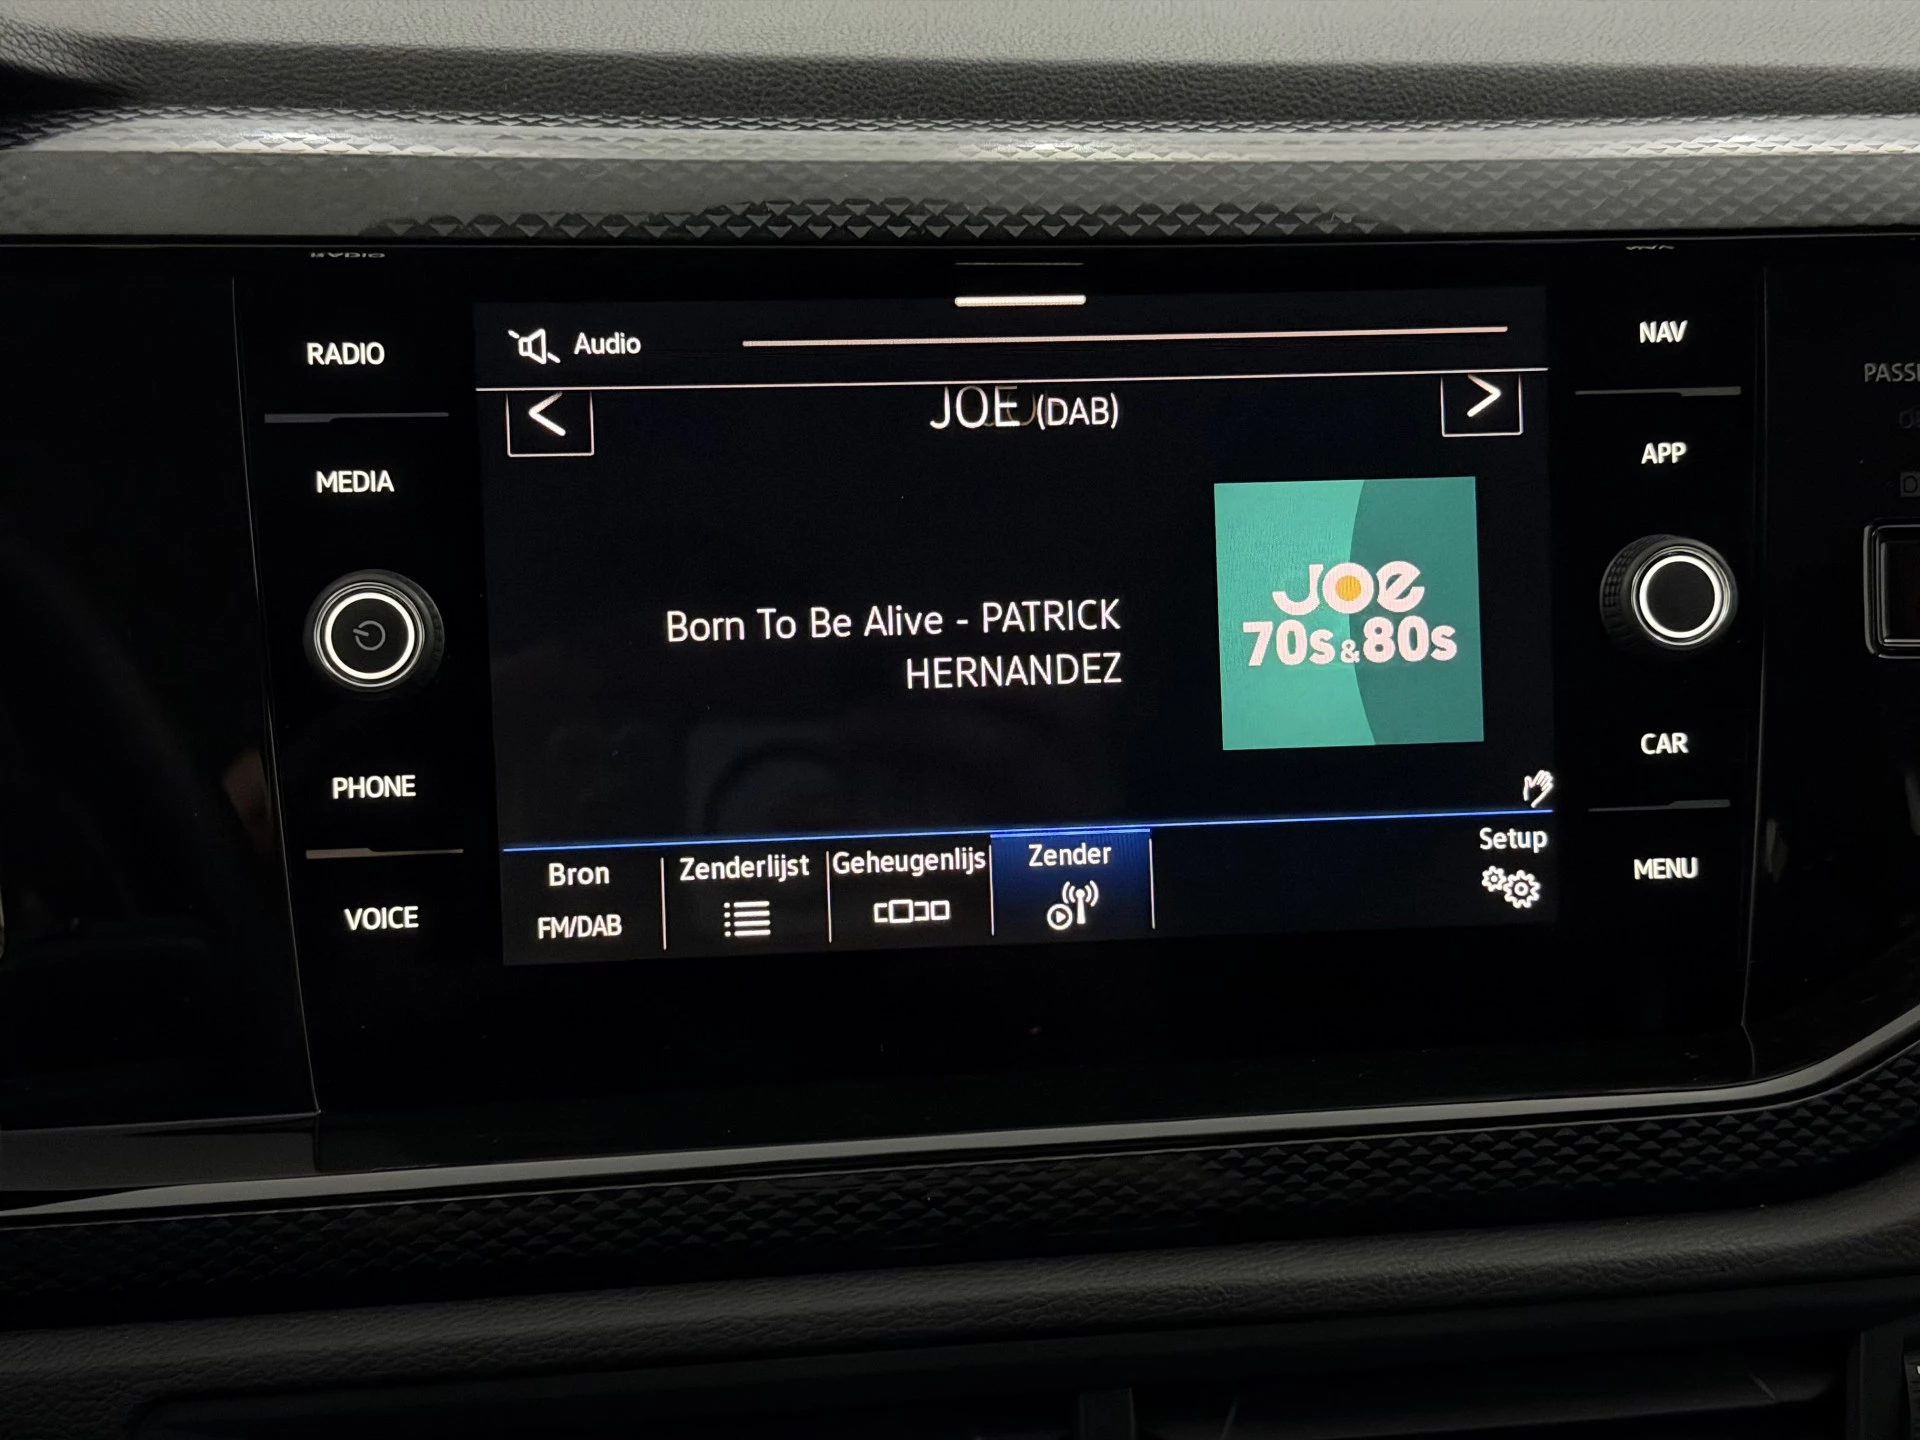 RADIO
MEDIA
PHONE
VOICE
Audio
< JOE (DAB) >
Born To Be Alive - PATRICK
HERNANDEZ
JOE
70s&80s
Bron
FM/DAB
Zenderlijst
Geheugenlijs
Zender
Setup
NAV
APP
CAR
MENU